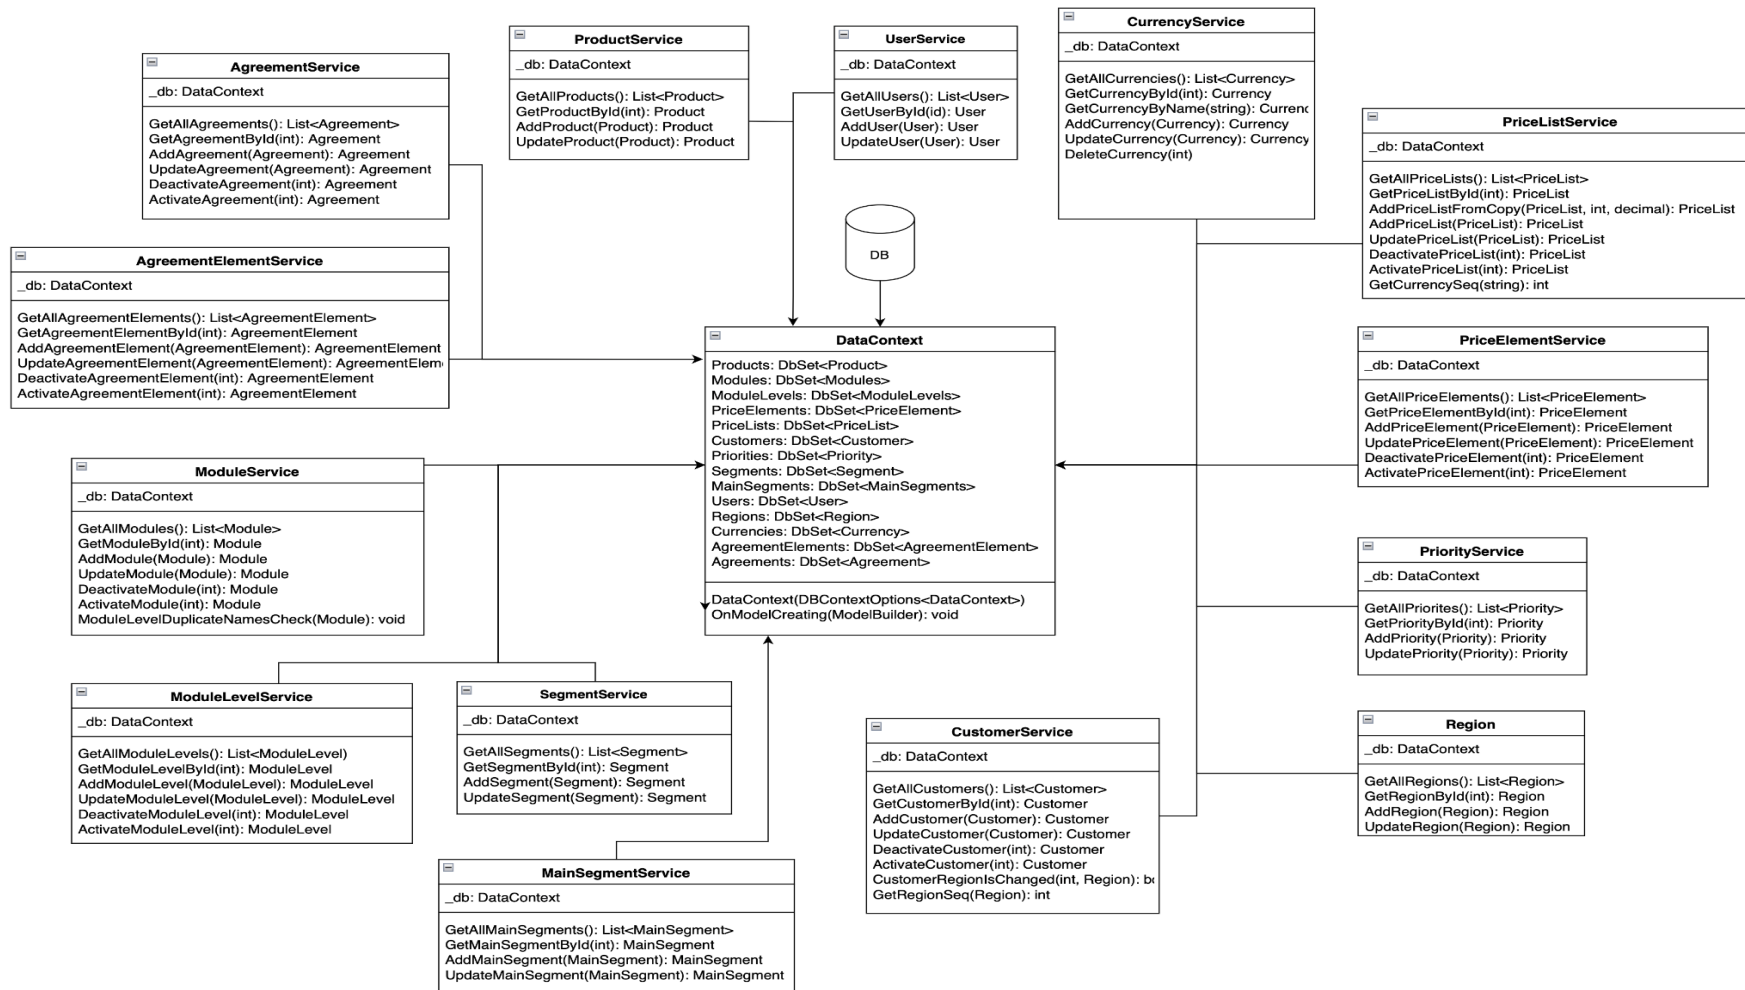 AgreementService
_db: DataContext
GetAllAgreements(): List<Agreement>
GetAgreementById(int): Agreement
AddAgreement(Agreement): Agreement
UpdateAgreement(Agreement): Agreement
DeactivateAgreement(int): Agreement
ActivateAgreement(int): Agreement
ProductService
_db: DataContext
GetAllProducts(): List<Product>
GetProductById(int): Product
AddProduct(Product): Product
UpdateProduct(Product): Product
UserService
_db: DataContext
GetAllUsers(): List<User>
GetUserById(id): User
AddUser(User): User
UpdateUser(User): User
CurrencyService
_db: DataContext
GetAllCurrencies(): List<Currency>
GetCurrencyById(int): Currency
GetCurrencyByName(string): Currenc
AddCurrency(Currency): Currency
UpdateCurrency(Currency): Currency
DeleteCurrency(int)
PriceListService
_db: DataContext
GetAllPriceLists(): List<PriceList>
GetPriceListById(int): PriceList
AddPriceListFromCopy(PriceList, int, decimal): PriceList
AddPriceList(PriceList): PriceList
UpdatePriceList(PriceList): PriceList
DeactivatePriceList(int): PriceList
ActivatePriceList(int): PriceList
GetCurrencySeq(string): int
AgreementElementService
_db: DataContext
GetAllAgreementElements(): List<AgreementElement>
GetAgreementElementById(int): AgreementElement
AddAgreementElement(AgreementElement): AgreementElement
UpdateAgreementElement(AgreementElement): AgreementElem
DeactivateAgreementElement(int): AgreementElement
ActivateAgreementElement(int): AgreementElement
DB
DataContext
Products: DbSet<Product>
Modules: DbSet<Modules>
ModuleLevels: DbSet<ModuleLevels>
PriceElements: DbSet<PriceElement>
PriceLists: DbSet<PriceList>
Customers: DbSet<Customer>
Priorities: DbSet<Priority>
Segments: DbSet<Segment>
MainSegments: DbSet<MainSegments>
Users: DbSet<User>
Regions: DbSet<Region>
Currencies: DbSet<Currency>
AgreementElements: DbSet<AgreementElement>
Agreements: DbSet<Agreement>
DataContext(DBContextOptions<DataContext>)
OnModelCreating(ModelBuilder): void
PriceElementService
_db: DataContext
GetAllPriceElements(): List<PriceElement>
GetPriceElementById(int): PriceElement
AddPriceElement(PriceElement): PriceElement
UpdatePriceElement(PriceElement): PriceElement
DeactivatePriceElement(int): PriceElement
ActivatePriceElement(int): PriceElement
ModuleService
_db: DataContext
GetAllModules(): List<Module>
GetModuleById(int): Module
AddModule(Module): Module
UpdateModule(Module): Module
DeactivateModule(int): Module
ActivateModule(int): Module
ModuleLevelDuplicateNamesCheck(Module): void
PriorityService
_db: DataContext
GetAllPriorites(): List<Priority>
GetPriorityById(int): Priority
AddPriority(Priority): Priority
UpdatePriority(Priority): Priority
ModuleLevelService
_db: DataContext
GetAllModuleLevels(): List<ModuleLevel)
GetModuleLevelById(int): ModuleLevel
AddModuleLevel(ModuleLevel): ModuleLevel
UpdateModuleLevel(ModuleLevel): ModuleLevel
DeactivateModuleLevel(int): ModuleLevel
ActivateModuleLevel(int): ModuleLevel
SegmentService
_db: DataContext
GetAllSegments(): List<Segment>
GetSegmentById(int): Segment
AddSegment(Segment): Segment
UpdateSegment(Segment): Segment
CustomerService
_db: DataContext
GetAllCustomers(): List<Customer>
GetCustomerById(int): Customer
AddCustomer(Customer): Customer
UpdateCustomer(Customer): Customer
DeactivateCustomer(int): Customer
ActivateCustomer(int): Customer
CustomerRegionIsChanged(int, Region): bo
GetRegionSeq(Region): int
Region
_db: DataContext
GetAllRegions(): List<Region>
GetRegionById(int): Region
AddRegion(Region): Region
UpdateRegion(Region): Region
MainSegmentService
_db: DataContext
GetAllMainSegments(): List<MainSegment>
GetMainSegmentById(int): MainSegment
AddMainSegment(MainSegment): MainSegment
UpdateMainSegment(MainSegment): MainSegment